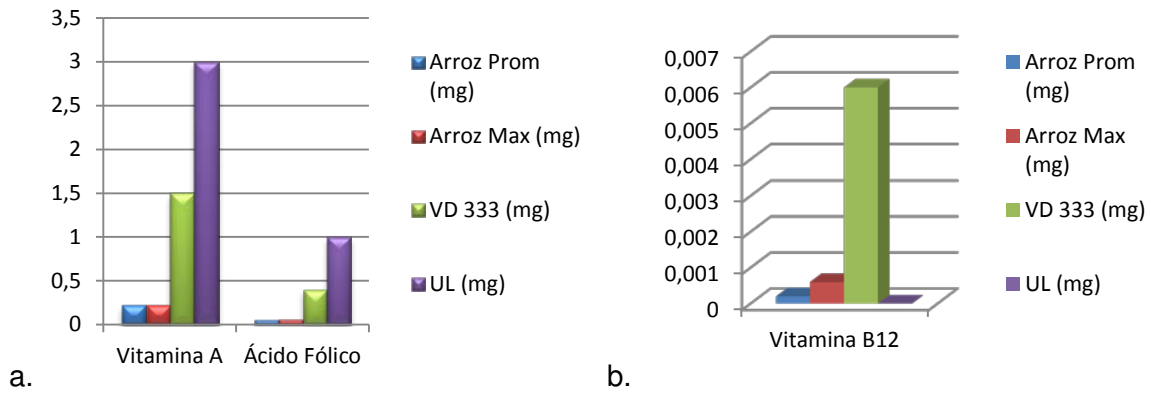 3,5
3
2,5
2
1,5
1
0,5
0
Vitamina A
Ácido Fólico
Arroz Prom
(mg)
Arroz Max (mg)
VD 333 (mg)
UL (mg)
a.
0,007
0,006
0,005
0,004
0,003
0,002
0,001
0
Vitamina B12
Arroz Prom
(mg)
Arroz Max
(mg)
VD 333 (mg)
UL (mg)
b.